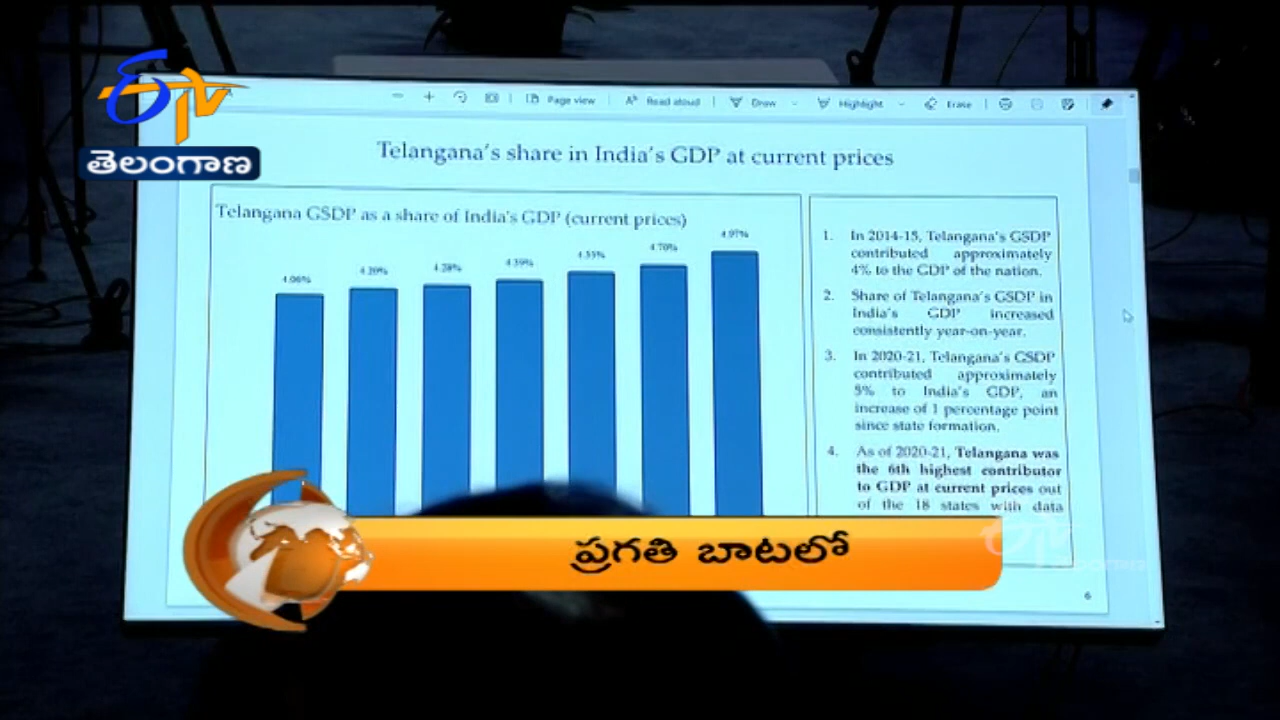 ETV
తెలంగాణ
Page view
Read aloud
Draw
Highlight
Erase
Telangana's share in India's GDP at current prices
Telangana GSDP as a share of India's GDP (current prices)
4.06%
4.20%
4.28%
4.39%
4.55%
4.70%
4.97%
1. In 2014-15, Telangana's GSDP
contributed approximately
4% to the GDP of the nation.
2. Share of Telangana's GSDP in
India's GDP increased
consistently year-on-year.
3. In 2020-21, Telangana's GSDP
contributed approximately
5% to India's GDP, an
increase of 1 percentage point
since state formation.
4. As of 2020-21, Telangana was
the 6th highest contributor
to GDP at current prices out
of the 18 states with data
6
ప్రగతి బాటలో